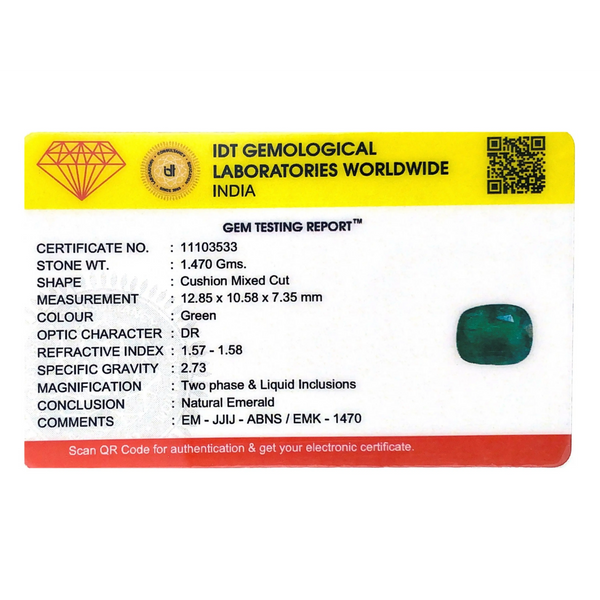 IDT GEMOLOGICAL
LABORATORIES WORLDWIDE
INDIA
GEM TESTING REPORT™
CERTIFICATE NO. : 11103533
STONE WT. : 1.470 Gms.
SHAPE : Cushion Mixed Cut
MEASUREMENT : 12.85 x 10.58 x 7.35 mm
COLOUR : Green
OPTIC CHARACTER : DR
REFRACTIVE INDEX : 1.57 - 1.58
SPECIFIC GRAVITY : 2.73
MAGNIFICATION : Two phase & Liquid Inclusions
CONCLUSION : Natural Emerald
COMMENTS : EM - JJIJ - ABNS / EMK - 1470
Scan QR Code for authentication & get your electronic certificate.